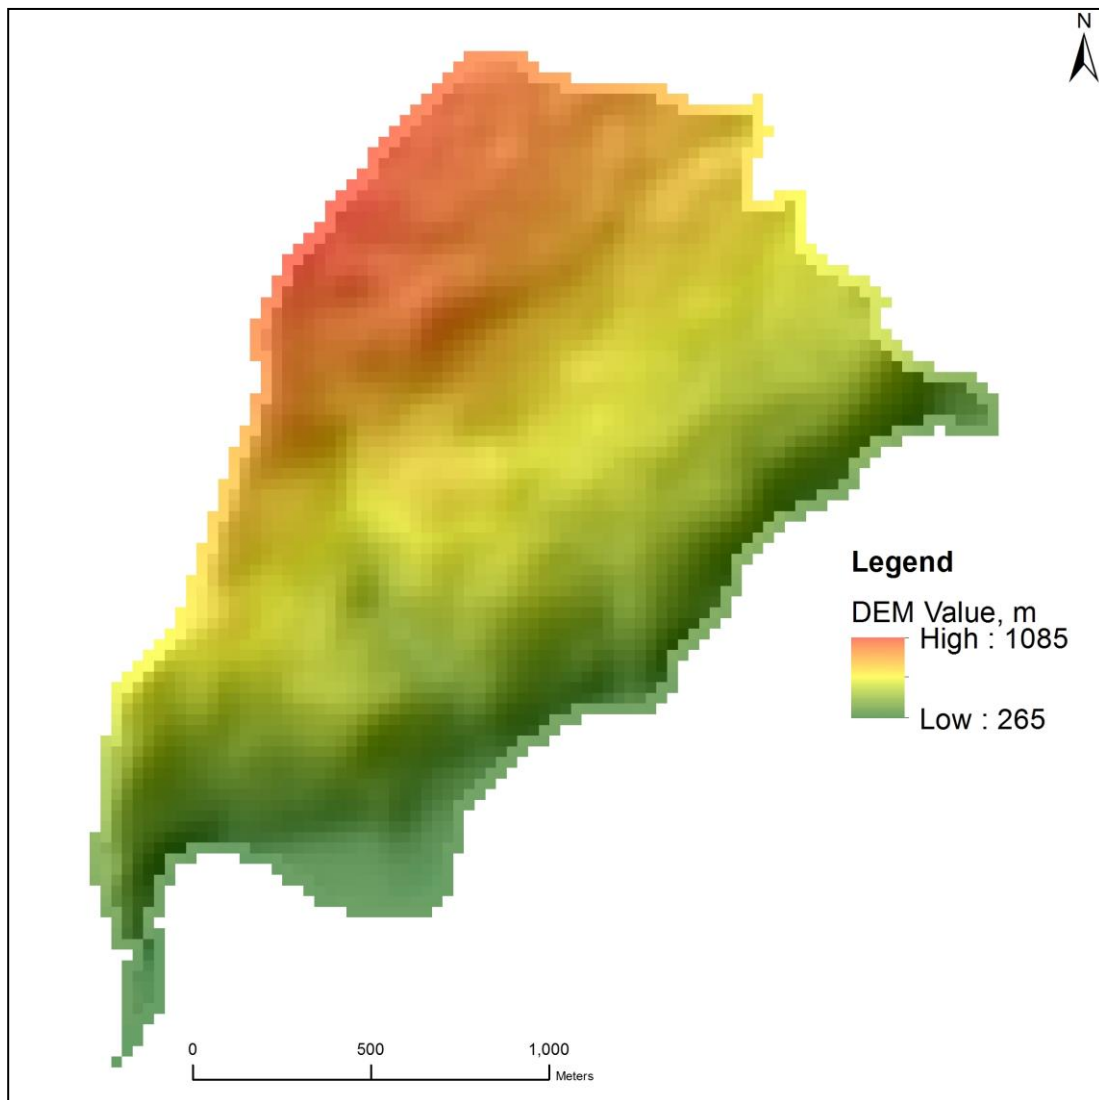 N
Legend
DEM Value, m
High : 1085
Low : 265
0 500 1,000
Meters